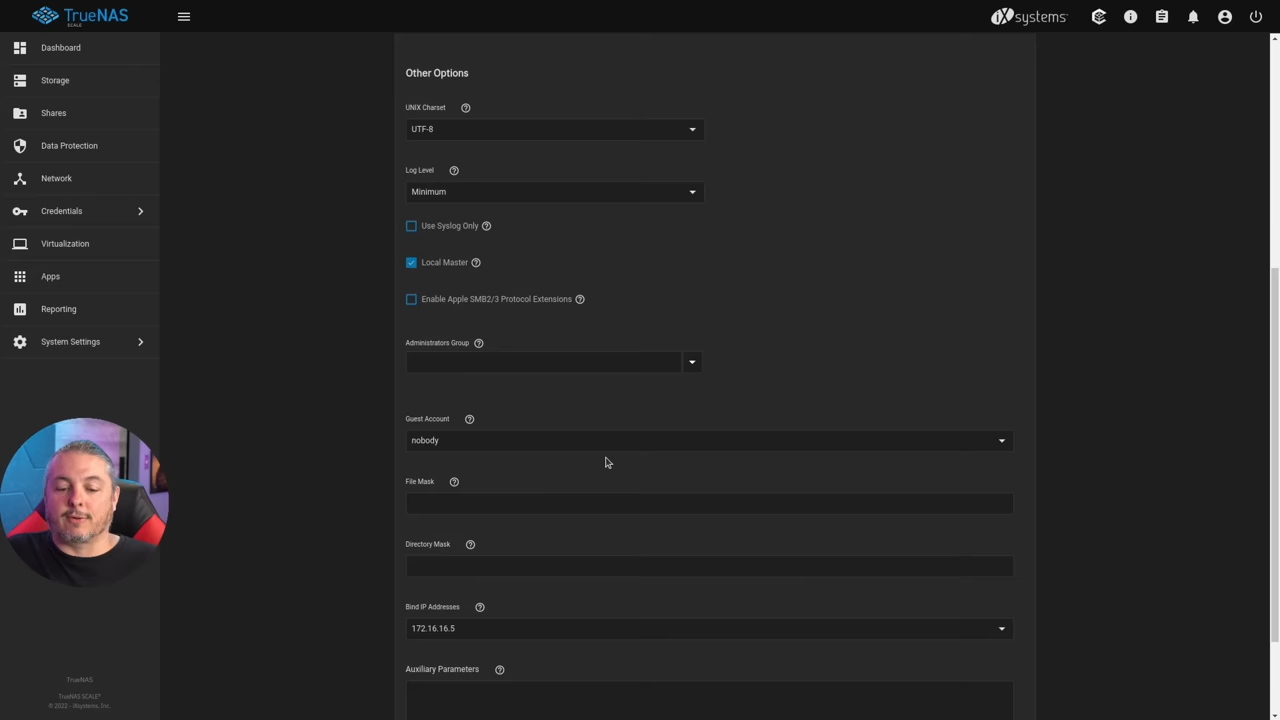 TrueNAS
SCALE
iXsystems
Dashboard
Storage
Shares
Data Protection
Network
Credentials
Virtualization
Apps
Reporting
System Settings
TrueNAS
TrueNAS SCALE®
© 2022 - iXsystems, Inc.
Other Options
UNIX Charset
UTF-8
Log Level
Minimum
Use Syslog Only
Local Master
Enable Apple SMB2/3 Protocol Extensions
Administrators Group
Guest Account
nobody
File Mask
Directory Mask
Bind IP Addresses
172.16.16.5
Auxiliary Parameters